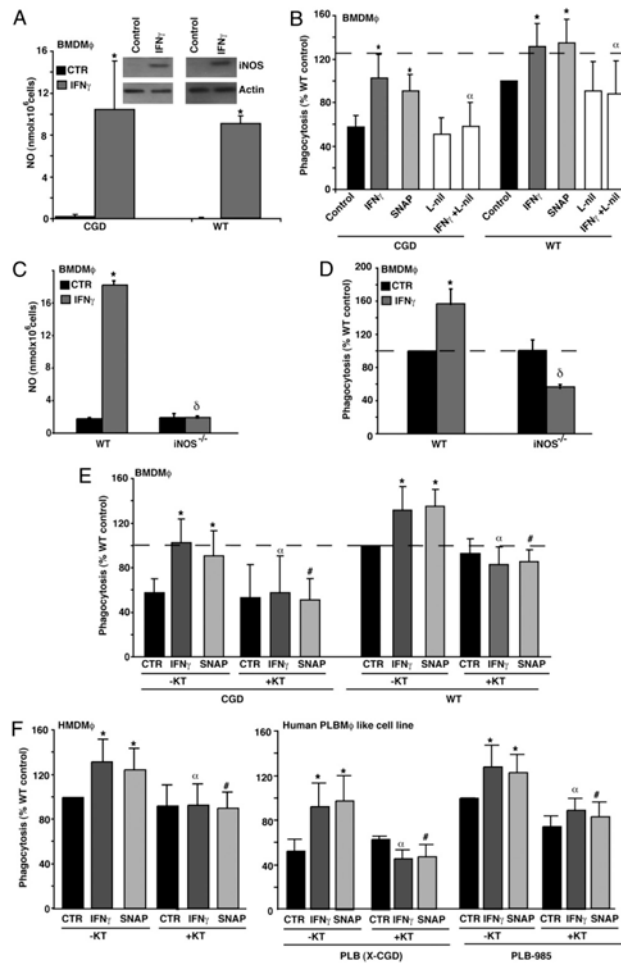 A
BMDMϕ
CTR
IFNγ
NO (nmolx10⁶cells)
16
12
8
4
0
*
*
CGD
WT
Control
IFNγ
Control
IFNγ
iNOS
Actin
B
BMDMϕ
Phagocytosis (% WT control)
200
160
120
80
40
0
*
*
α
*
*
α
Control
IFNγ
SNAP
L-nil
IFNγ +L-nil
Control
IFNγ
SNAP
L-nil
IFNγ +L-nil
CGD
WT
C
BMDMϕ
CTR
IFNγ
NO (nmolx10⁶cells)
16
12
8
4
0
*
δ
WT
iNOS-/-
D
BMDMϕ
CTR
IFNγ
Phagocytosis (% WT control)
200
160
120
80
40
0
*
δ
WT
iNOS-/-
E
BMDMϕ
Phagocytosis (% WT control)
160
120
80
40
0
*
*
α
#
*
*
α
#
CTR IFNγ SNAP CTR IFNγ SNAP CTR IFNγ SNAP CTR IFNγ SNAP
-KT +KT -KT +KT
CGD WT
F
HMDMϕ
Phagocytosis (% WT control)
160
120
80
40
0
*
*
α
#
CTR IFNγ SNAP CTR IFNγ SNAP
-KT +KT
Human PLBMϕ like cell line
160
120
80
40
0
*
*
α
#
*
*
α
#
CTR IFNγ SNAP CTR IFNγ SNAP CTR IFNγ SNAP CTR IFNγ SNAP
-KT +KT -KT +KT
PLB (X-CGD) PLB-985